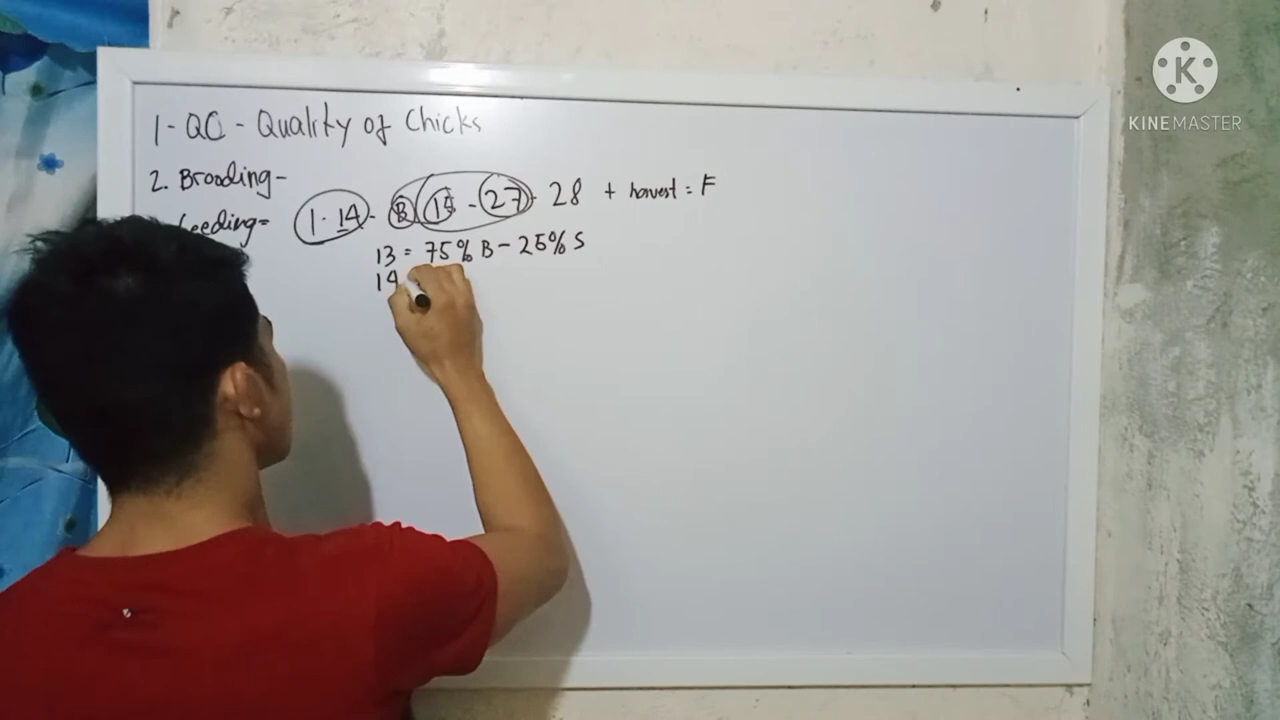 1- QC - Quality of Chicks
2. Brooding-
feeding= 1-14 - B 15 - 27 - 28 + harvest = F
13 = 75% B - 25% S
14
KINEMASTER